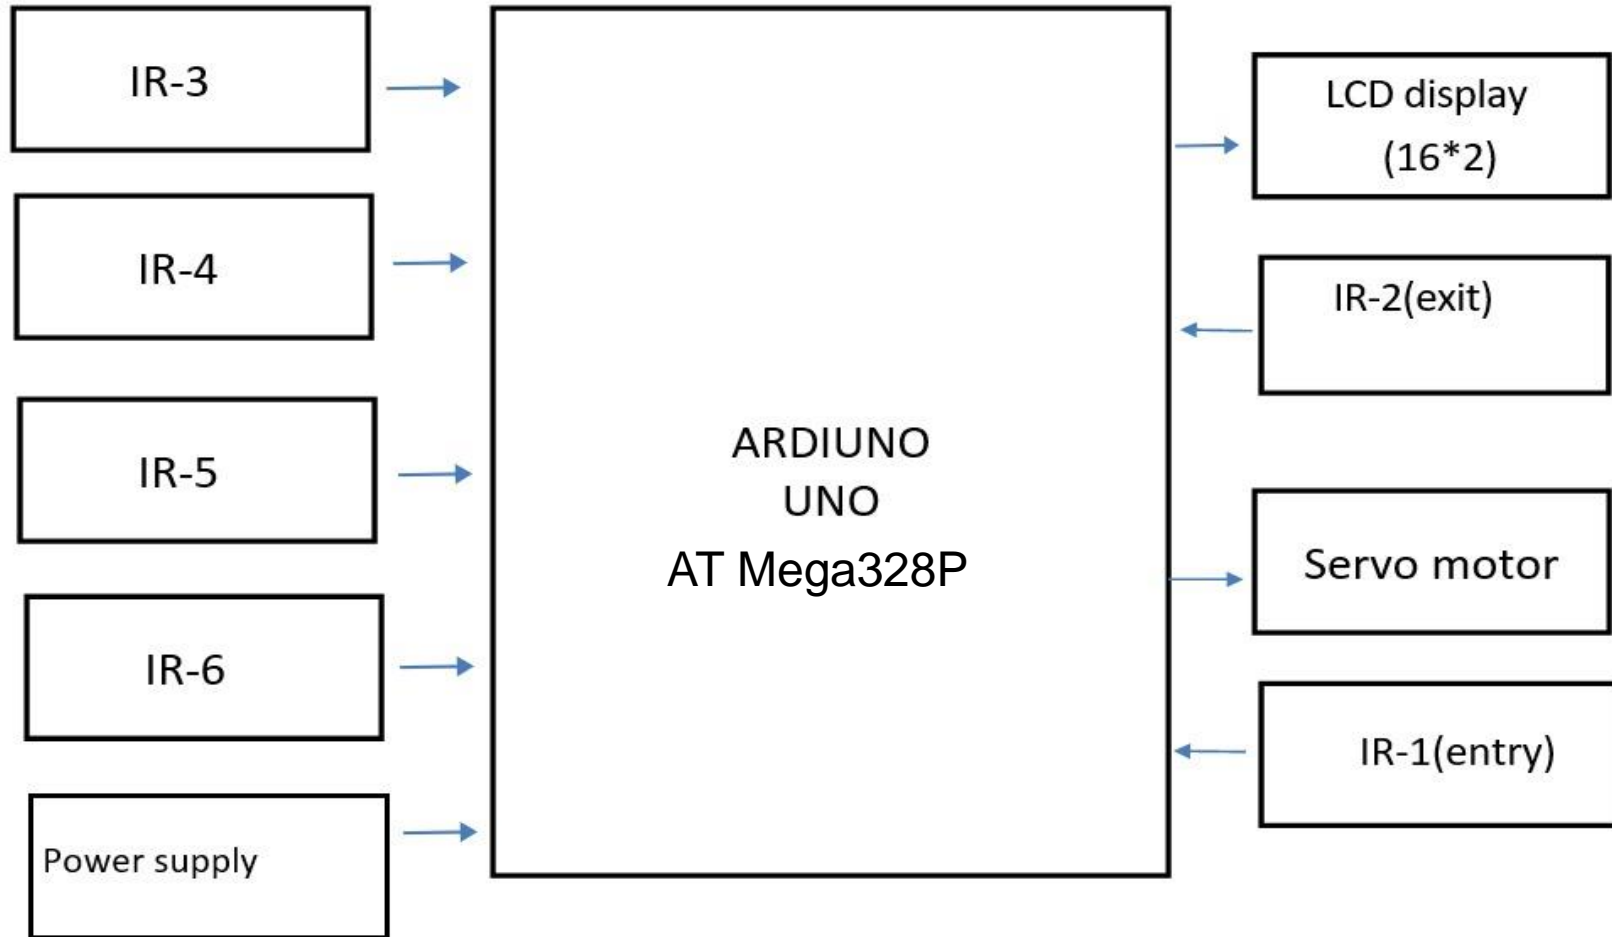 IR-3
IR-4
IR-5
IR-6
Power supply
ARDIUNO
UNO
AT Mega328P
LCD display
(16*2)
IR-2(exit)
Servo motor
IR-1(entry)